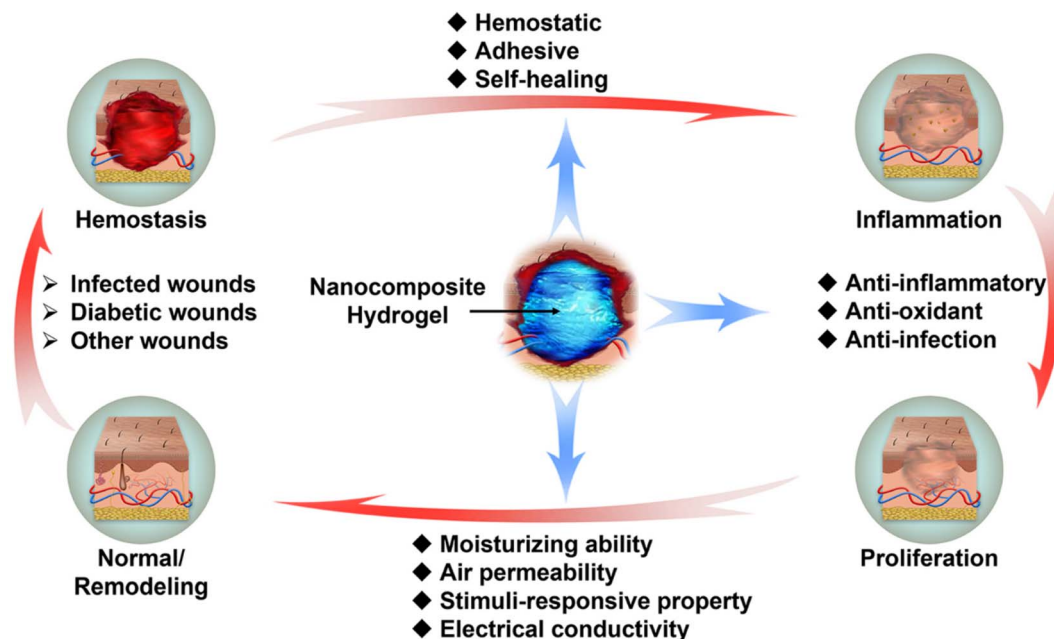 ◆ Hemostatic
◆ Adhesive
◆ Self-healing
Hemostasis
Inflammation
➢ Infected wounds
➢ Diabetic wounds
➢ Other wounds
Nanocomposite
Hydrogel
◆ Anti-inflammatory
◆ Anti-oxidant
◆ Anti-infection
Normal/
Remodeling
Proliferation
◆ Moisturizing ability
◆ Air permeability
◆ Stimuli-responsive property
◆ Electrical conductivity